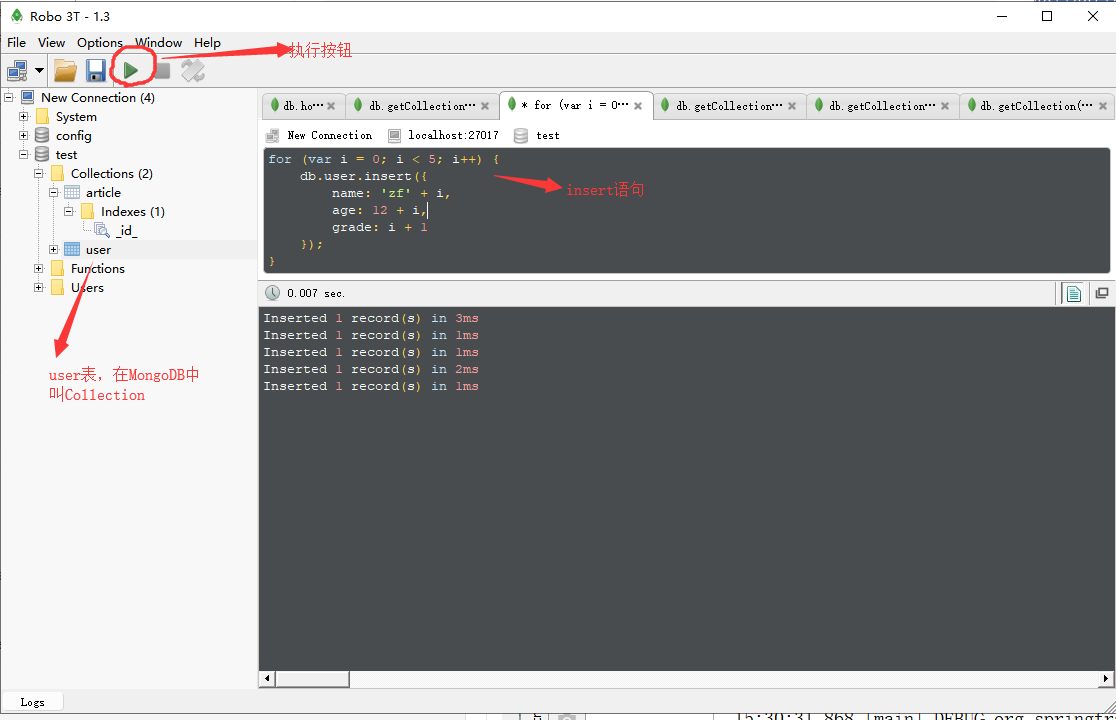 Robo 3T - 1.3
File View Options Window Help
执行按钮
New Connection (4)
System
config
test
Collections (2)
article
Indexes (1)
_id_
user
Functions
Users
user表，在MongoDB中
叫Collection
db.ho··· db.getCollection··· * for (var i = 0··· db.getCollection··· db.getCollection··· db.getCollection(···
New Connection localhost:27017 test
for (var i = 0; i < 5; i++) {
db.user.insert({
name: 'zf' + i,
age: 12 + i,
grade: i + 1
});
}
insert语句
0.007 sec.
Inserted 1 record(s) in 3ms
Inserted 1 record(s) in 1ms
Inserted 1 record(s) in 1ms
Inserted 1 record(s) in 2ms
Inserted 1 record(s) in 1ms
Logs